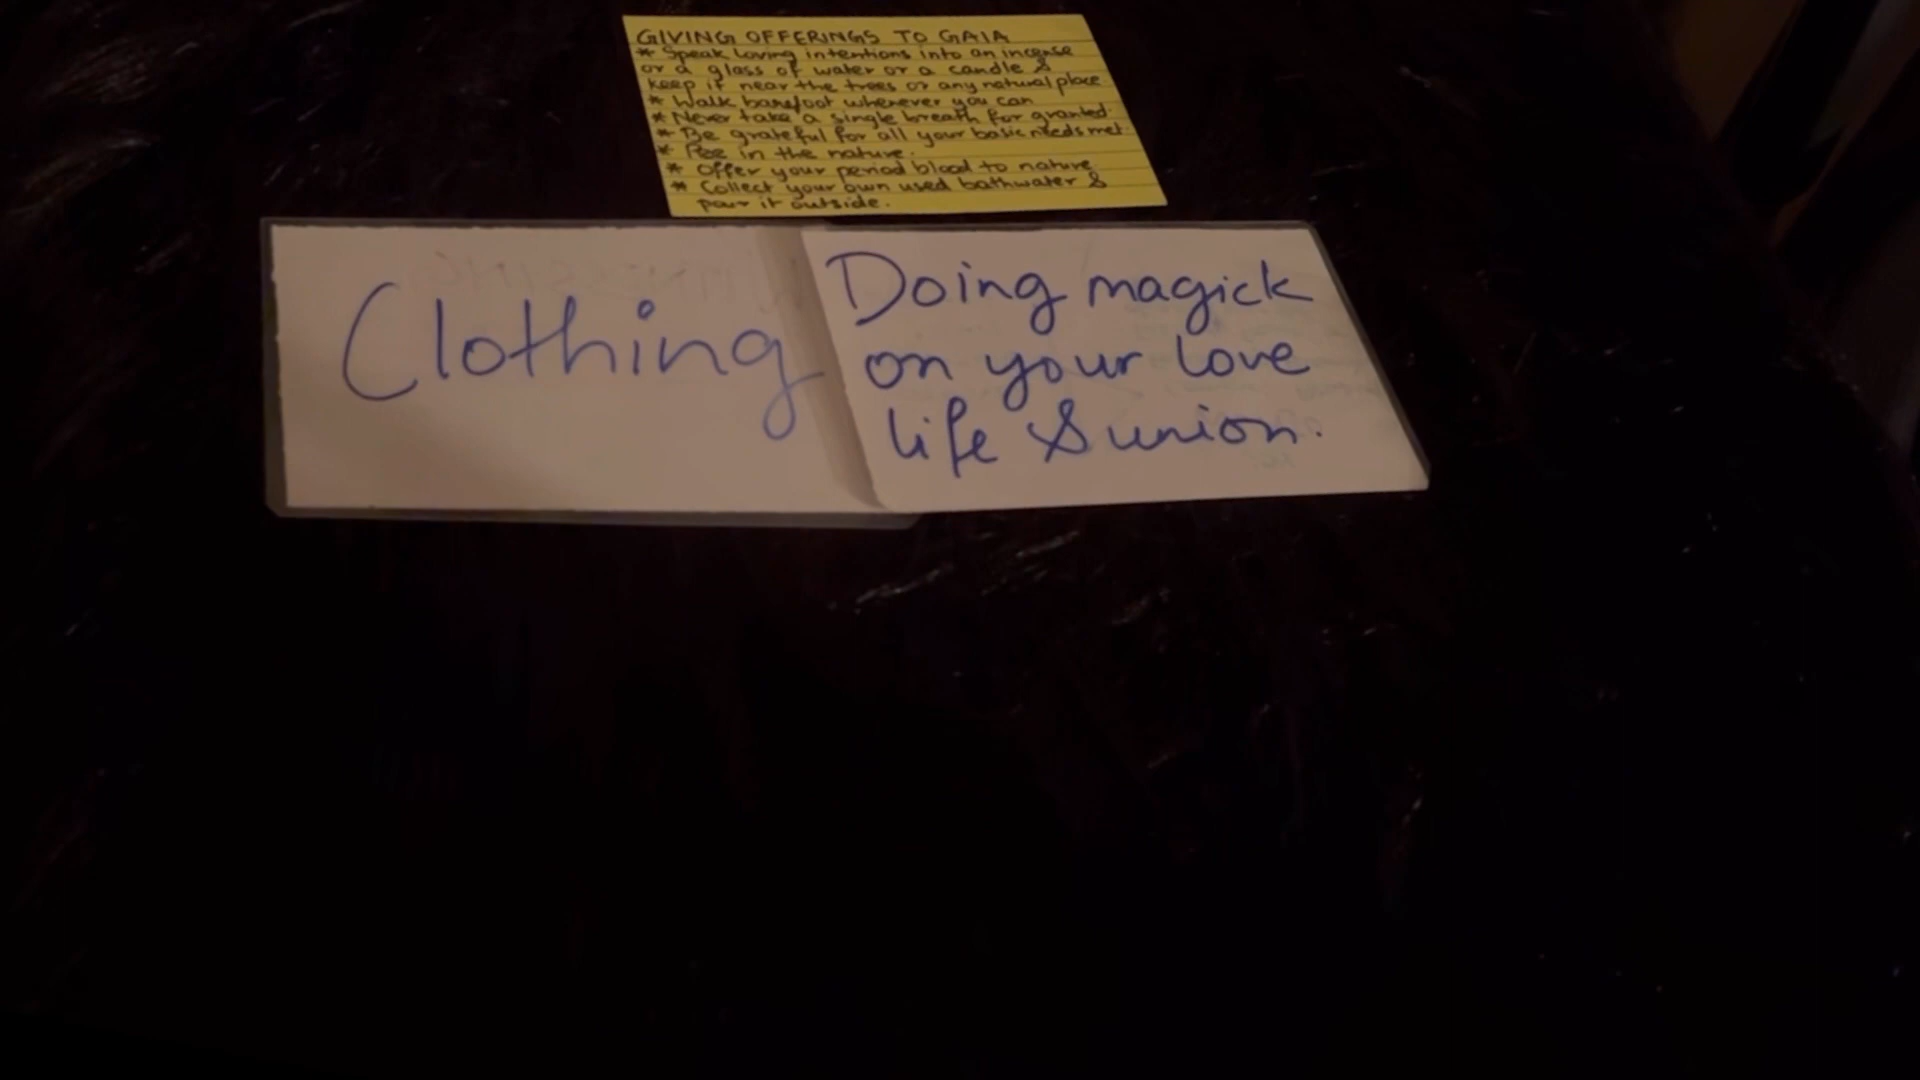 GIVING OFFERINGS TO GAIA
* Speak loving intentions into an incense
or a glass of water or a candle &
keep it near the trees or any natural place
* Walk barefoot wherever you can
* Never take a single breath for granted.
* Be grateful for all your basic needs met
* Pee in the nature.
* Offer your period blood to nature
* Collect your own used bathwater &
pour it outside.
Clothing
Doing magick
on your love
life & union.